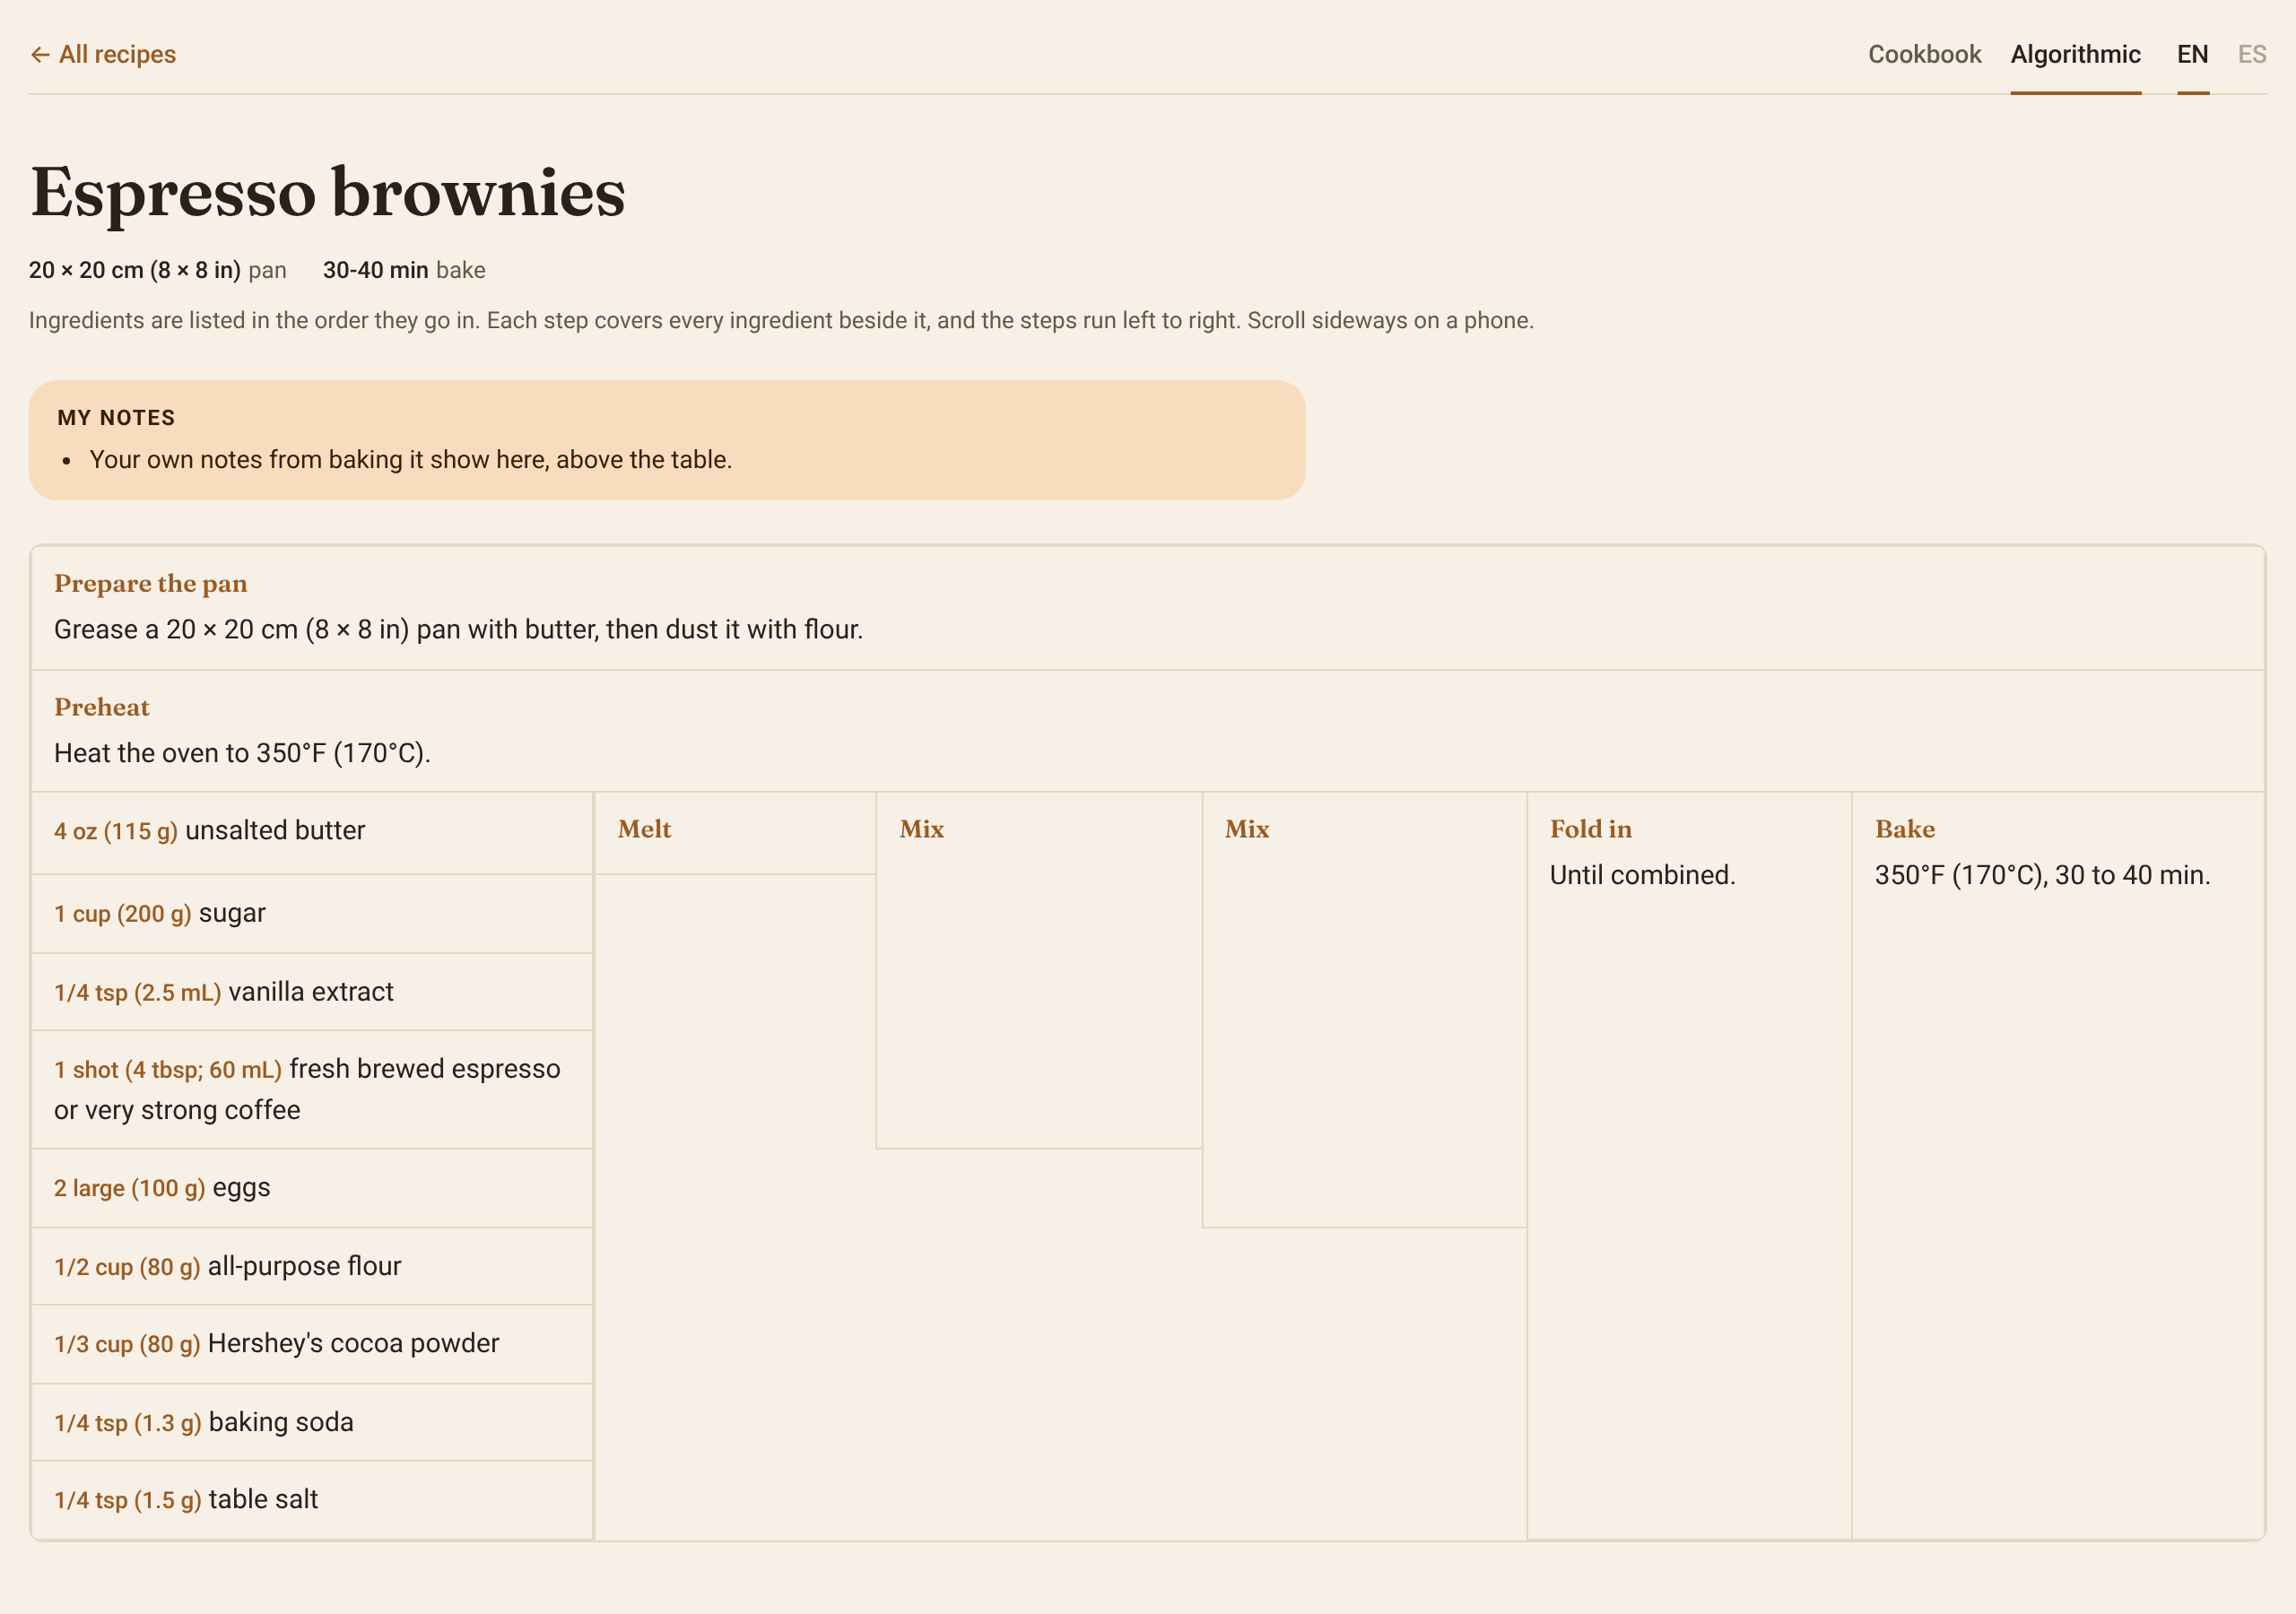 ← All recipes
Cookbook Algorithmic EN ES
Espresso brownies
20 × 20 cm (8 × 8 in) pan 30-40 min bake
Ingredients are listed in the order they go in. Each step covers every ingredient beside it, and the steps run left to right. Scroll sideways on a phone.
MY NOTES
• Your own notes from baking it show here, above the table.
Prepare the pan
Grease a 20 × 20 cm (8 × 8 in) pan with butter, then dust it with flour.
Preheat
Heat the oven to 350°F (170°C).
4 oz (115 g) unsalted butter
Melt
Mix
Mix
Fold in
Until combined.
Bake
350°F (170°C), 30 to 40 min.
1 cup (200 g) sugar
1/4 tsp (2.5 mL) vanilla extract
1 shot (4 tbsp; 60 mL) fresh brewed espresso
or very strong coffee
2 large (100 g) eggs
1/2 cup (80 g) all-purpose flour
1/3 cup (80 g) Hershey's cocoa powder
1/4 tsp (1.3 g) baking soda
1/4 tsp (1.5 g) table salt